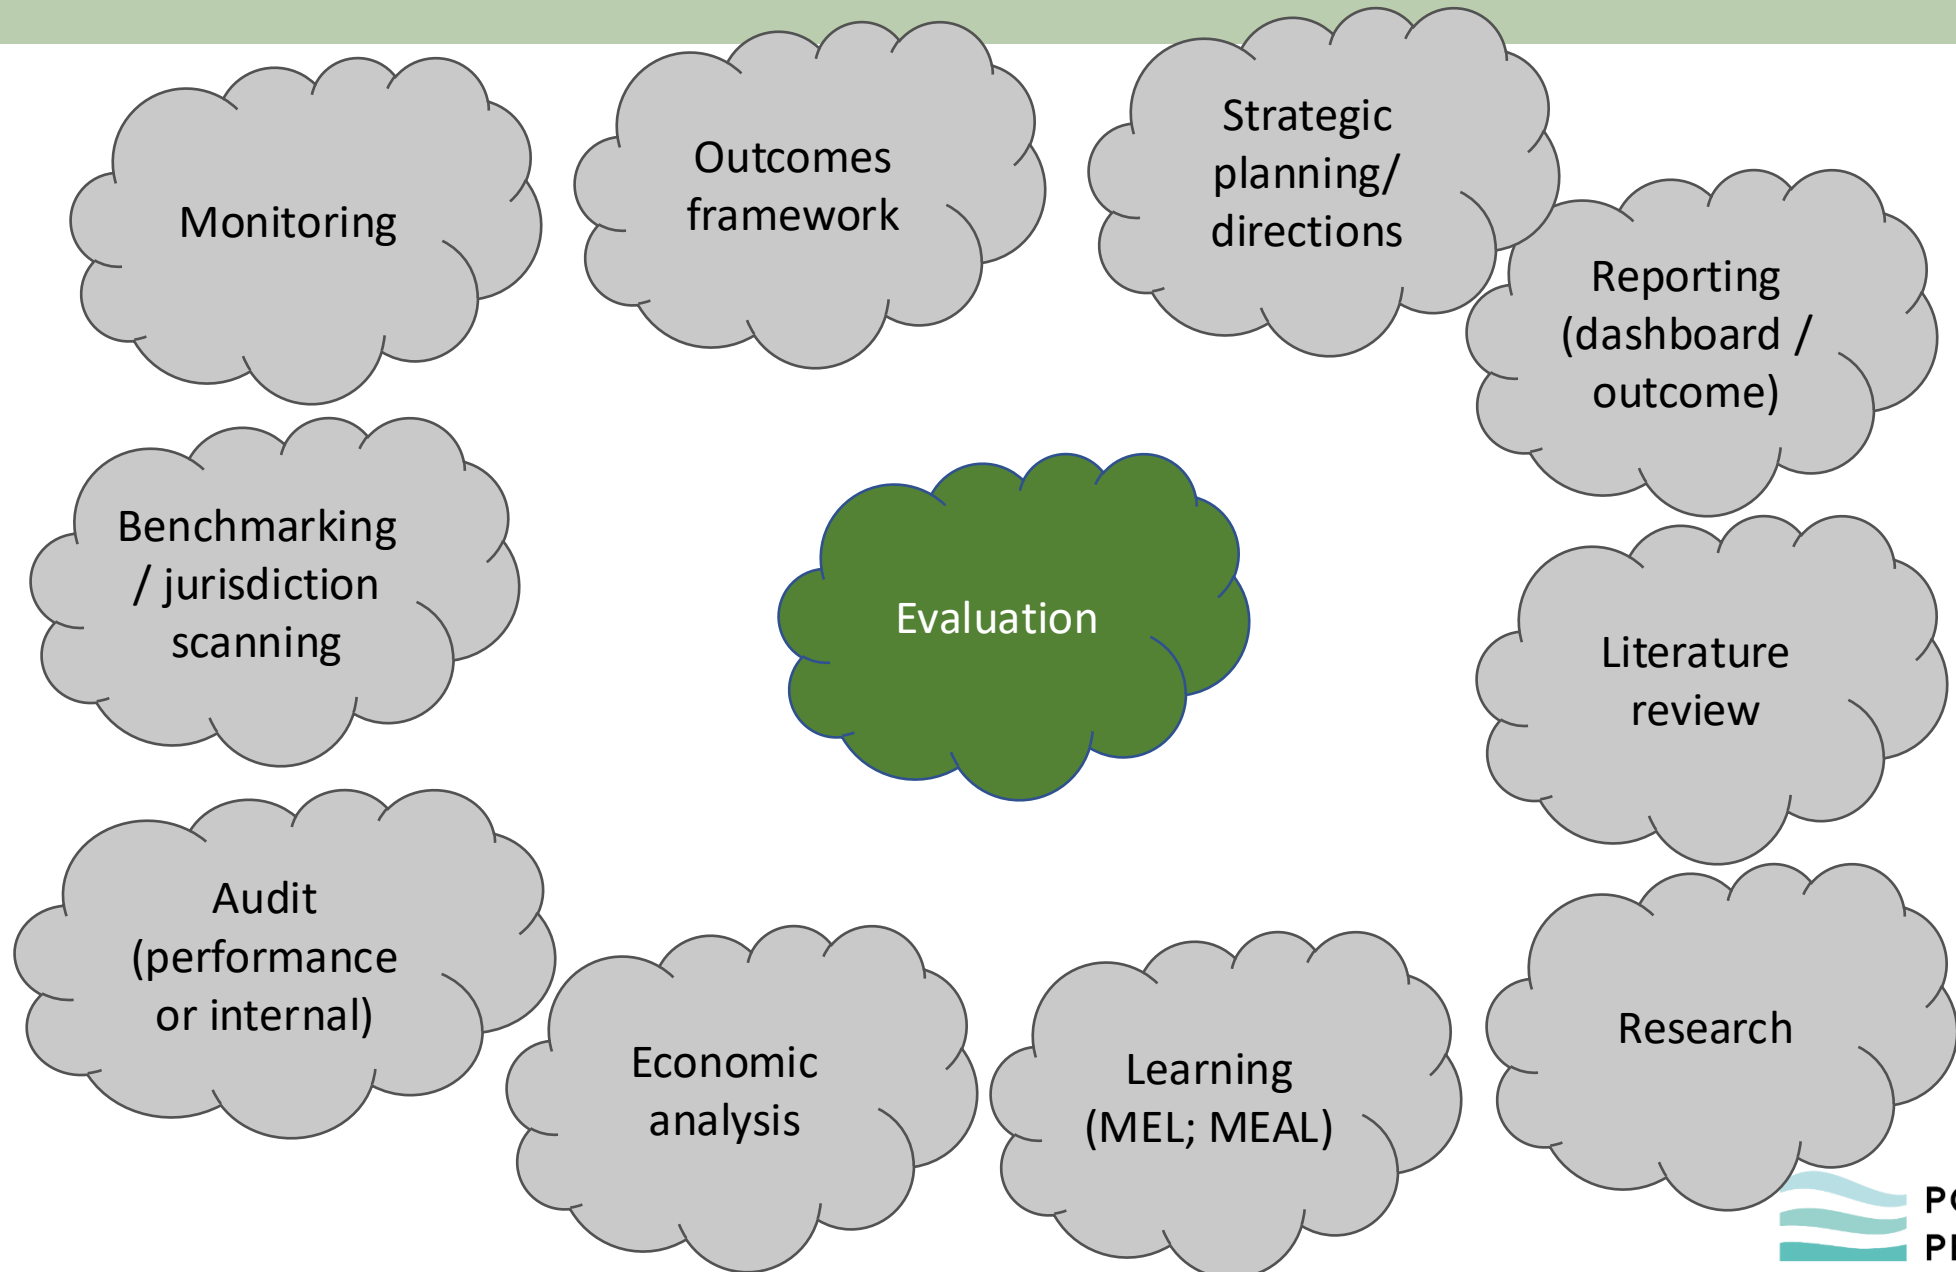 Monitoring
Outcomes
framework
Strategic
planning/
directions
Reporting
(dashboard /
outcome)
Benchmarking
/ jurisdiction
scanning
Evaluation
Literature
review
Audit
(performance
or internal)
Economic
analysis
Learning
(MEL; MEAL)
Research